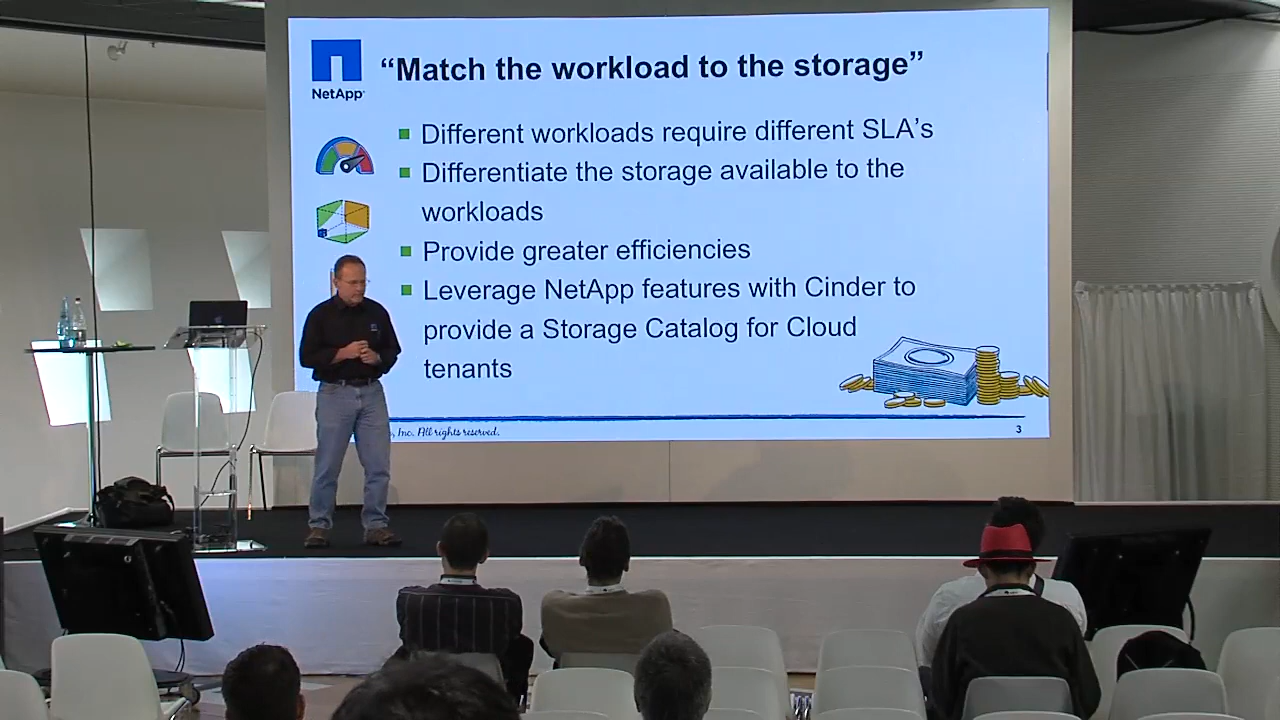 “Match the workload to the storage”
NetApp
Different workloads require different SLA’s
Differentiate the storage available to the
workloads
Provide greater efficiencies
Leverage NetApp features with Cinder to
provide a Storage Catalog for Cloud
tenants
, Inc. All rights reserved.
3